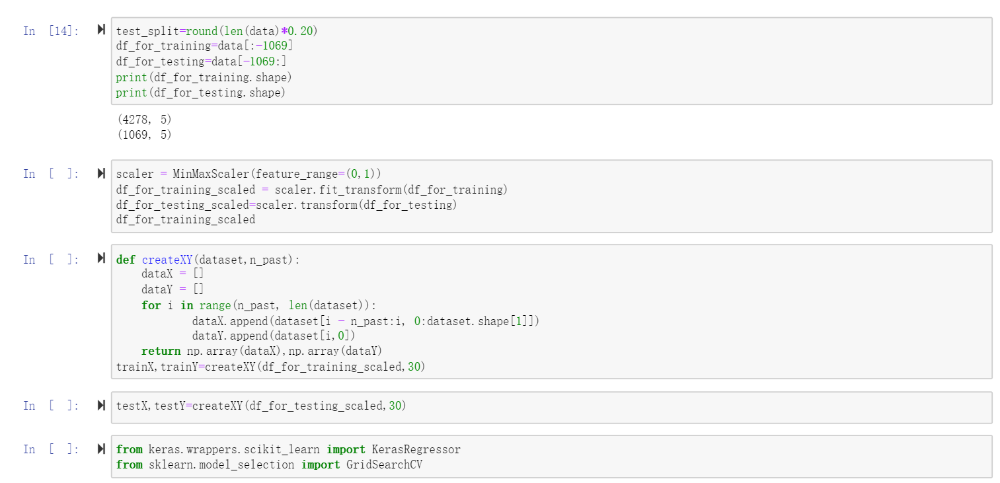 In [14]:
test_split=round(len(data)*0.20)
df_for_training=data[:-1069]
df_for_testing=data[-1069:]
print(df_for_training.shape)
print(df_for_testing.shape)
(4278, 5)
(1069, 5)
In [ ]:
scaler = MinMaxScaler(feature_range=(0,1))
df_for_training_scaled = scaler.fit_transform(df_for_training)
df_for_testing_scaled=scaler.transform(df_for_testing)
df_for_training_scaled
In [ ]:
def createXY(dataset,n_past):
    dataX = []
    dataY = []
    for i in range(n_past, len(dataset)):
            dataX.append(dataset[i - n_past:i, 0:dataset.shape[1]])
            dataY.append(dataset[i,0])
    return np.array(dataX),np.array(dataY)
trainX,trainY=createXY(df_for_training_scaled,30)
In [ ]:
testX,testY=createXY(df_for_testing_scaled,30)
In [ ]:
from keras.wrappers.scikit_learn import KerasRegressor
from sklearn.model_selection import GridSearchCV